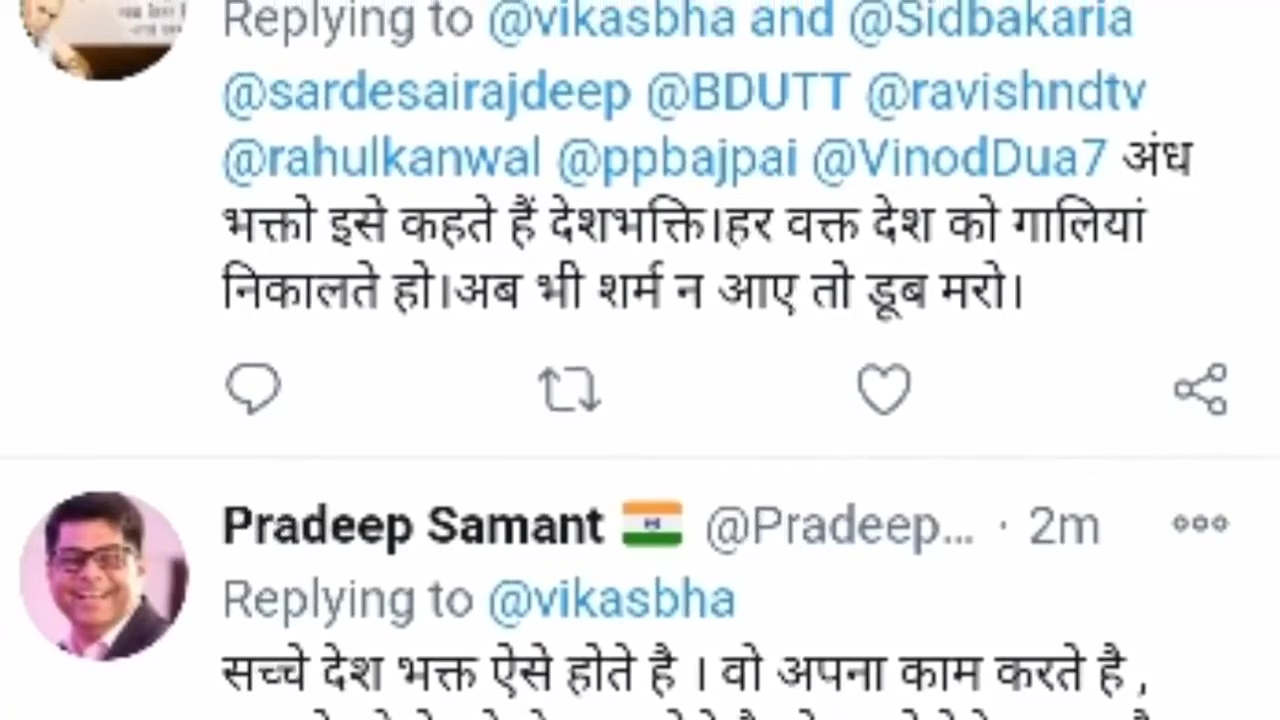 Replying to @vikasbha and @Sidbakaria
@sardesairajdeep @BDUTT @ravishndtv
@rahulkanwal @ppbajpai @VinodDua7 अंध
भक्तो इसे कहते हैं देशभक्ति।हर वक्त देश को गालियां
निकालते हो।अब भी शर्म न आए तो डूब मरो।
Pradeep Samant @Pradeep... · 2m
Replying to @vikasbha
सच्चे देश भक्त ऐसे होते है । वो अपना काम करते है ,